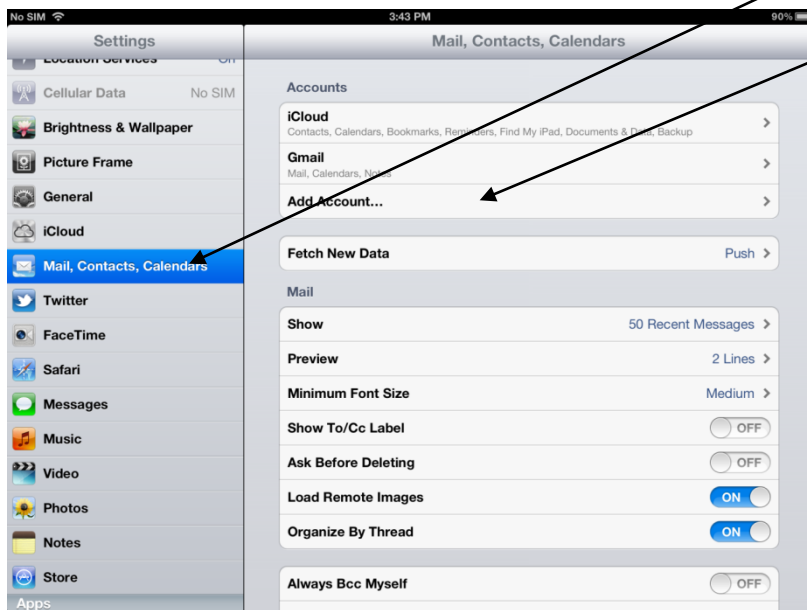 No SIM 3:43 PM 90%
Settings
Mail, Contacts, Calendars
Location Services On
Cellular Data No SIM
Brightness & Wallpaper
Picture Frame
General
iCloud
Mail, Contacts, Calendars
Twitter
FaceTime
Safari
Messages
Music
Video
Photos
Notes
Store
Apps
Accounts
iCloud
Contacts, Calendars, Bookmarks, Reminders, Find My iPad, Documents & Data, Backup
Gmail
Mail, Calendars, Notes
Add Account...
Fetch New Data Push
Mail
Show 50 Recent Messages
Preview 2 Lines
Minimum Font Size Medium
Show To/Cc Label OFF
Ask Before Deleting OFF
Load Remote Images ON
Organize By Thread ON
Always Bcc Myself OFF